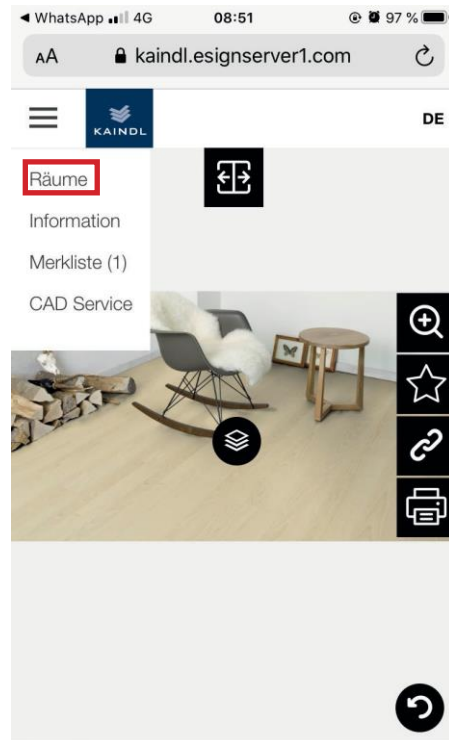 ◀ WhatsApp 4G 08:51 97 %
AA kaindl.esignserver1.com
KAINDL DE
Räume
Information
Merkliste (1)
CAD Service